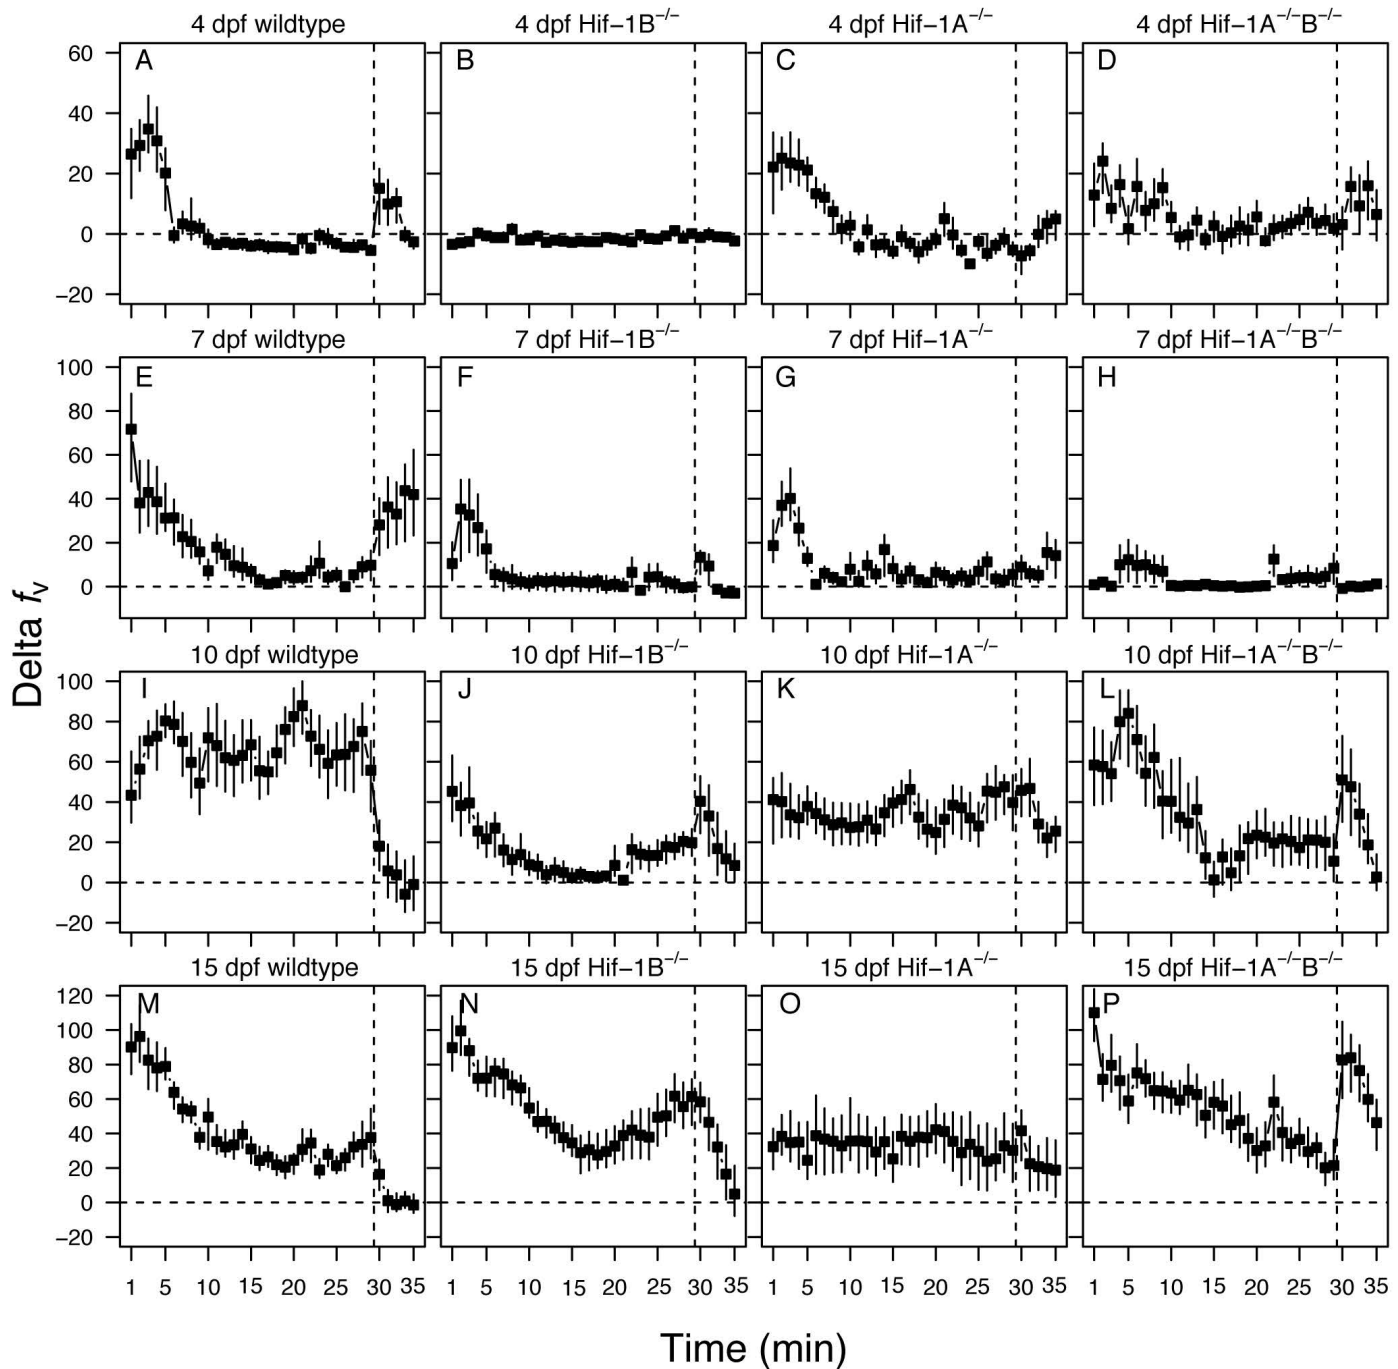 4 dpf wildtype 4 dpf Hif−1B−/− 4 dpf Hif−1A−/− 4 dpf Hif−1A−/−B−/−
A B C D
60
40
20
0
−20
7 dpf wildtype 7 dpf Hif−1B−/− 7 dpf Hif−1A−/− 7 dpf Hif−1A−/−B−/−
E F G H
100
80
60
40
20
0
Delta fv
10 dpf wildtype 10 dpf Hif−1B−/− 10 dpf Hif−1A−/− 10 dpf Hif−1A−/−B−/−
I J K L
100
80
60
40
20
0
−20
15 dpf wildtype 15 dpf Hif−1B−/− 15 dpf Hif−1A−/− 15 dpf Hif−1A−/−B−/−
M N O P
120
100
80
60
40
20
0
−20
1 5 10 15 20 25 30 35 1 5 10 15 20 25 30 35 1 5 10 15 20 25 30 35 1 5 10 15 20 25 30 35
Time (min)